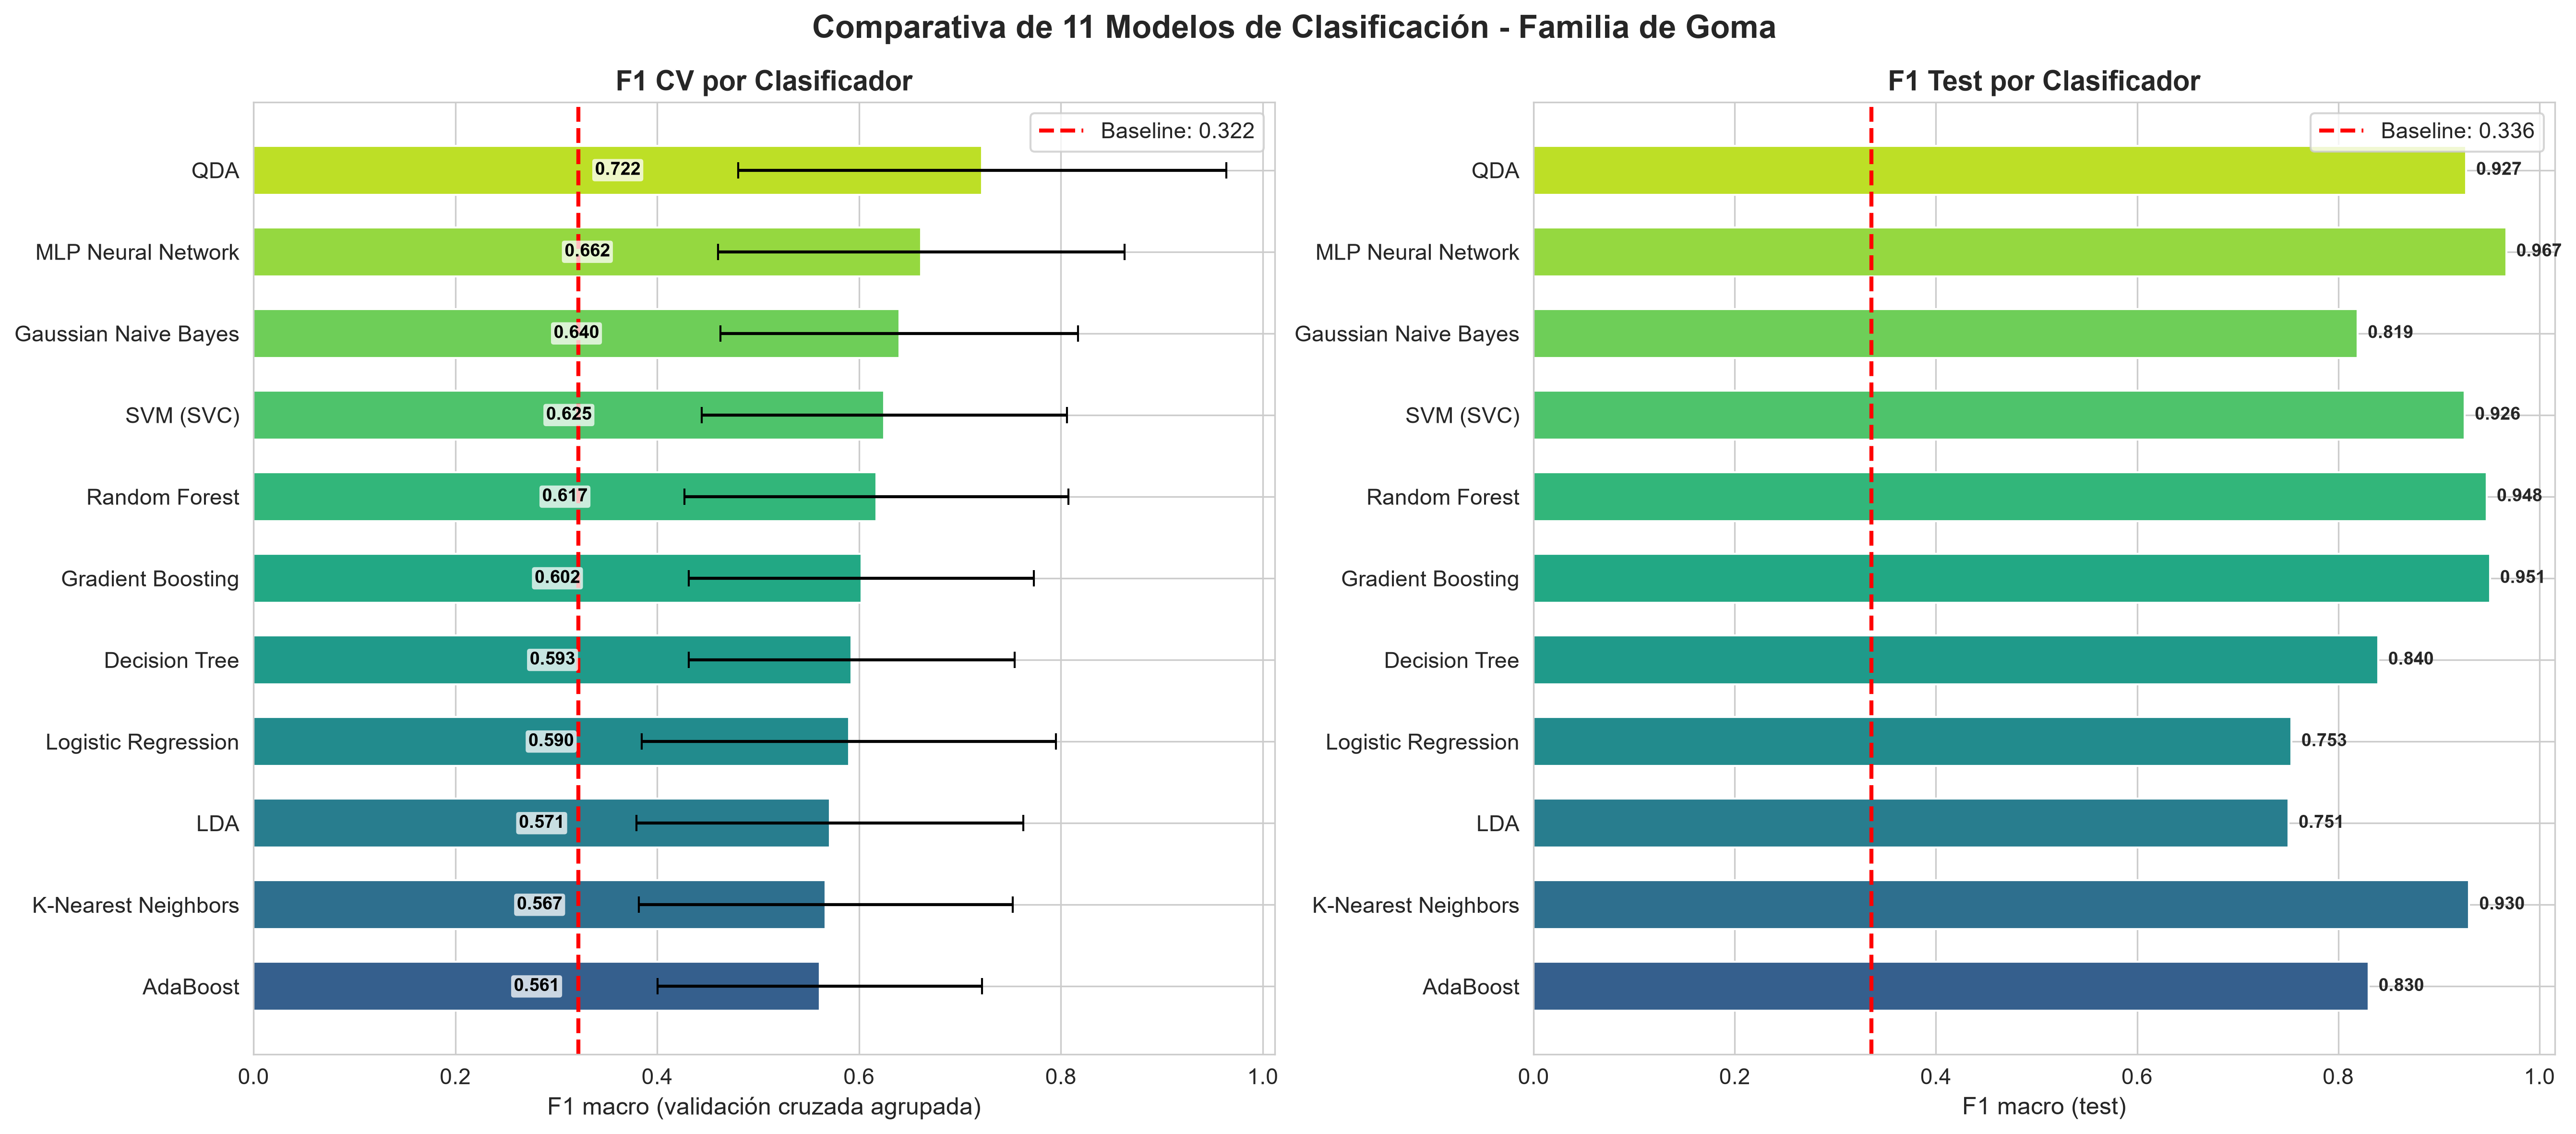 Comparativa de 11 Modelos de Clasificación - Familia de Goma
F1 CV por Clasificador
Baseline: 0.322
QDA
0.722
MLP Neural Network
0.662
Gaussian Naive Bayes
0.640
SVM (SVC)
0.625
Random Forest
0.617
Gradient Boosting
0.602
Decision Tree
0.593
Logistic Regression
0.590
LDA
0.571
K-Nearest Neighbors
0.567
AdaBoost
0.561
0.0 0.2 0.4 0.6 0.8 1.0
F1 macro (validación cruzada agrupada)
F1 Test por Clasificador
Baseline: 0.336
QDA
0.927
MLP Neural Network
0.967
Gaussian Naive Bayes
0.819
SVM (SVC)
0.926
Random Forest
0.948
Gradient Boosting
0.951
Decision Tree
0.840
Logistic Regression
0.753
LDA
0.751
K-Nearest Neighbors
0.930
AdaBoost
0.830
0.0 0.2 0.4 0.6 0.8 1.0
F1 macro (test)